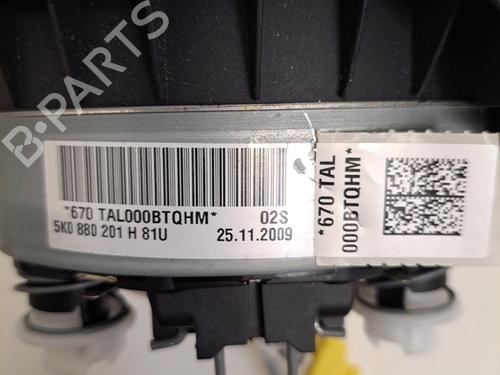 B-PARTS
*670 TAL000BTQHM* 02S
5K0 880 201 H 81U 25.11.2009
*670 TAL
000BTQHM*